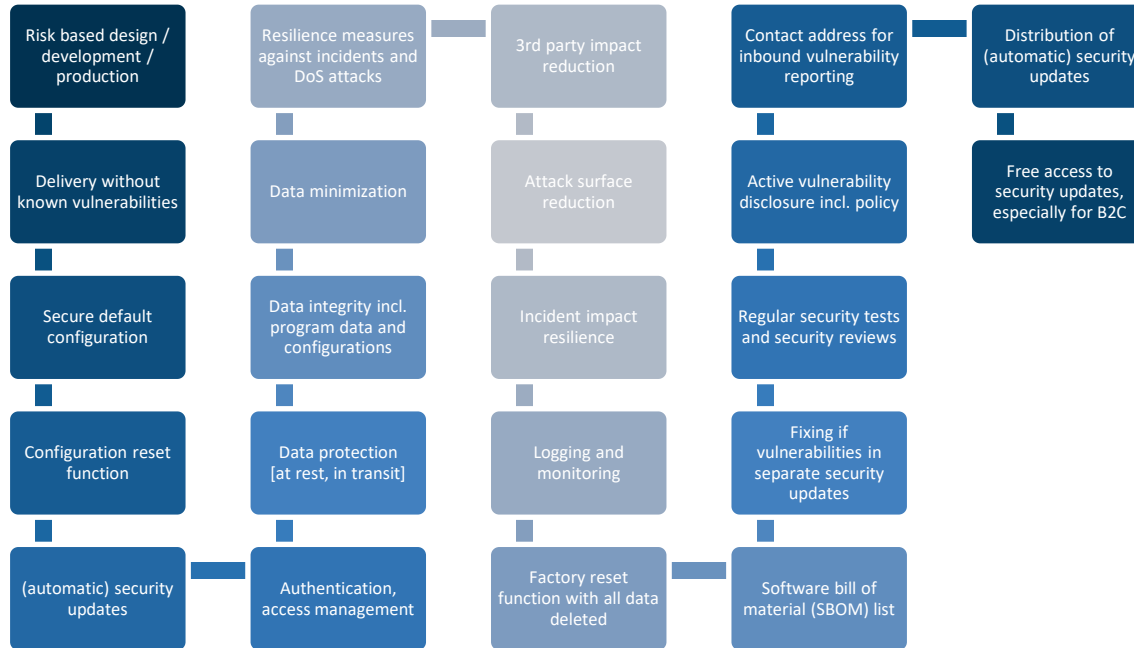 Risk based design /
development /
production
Delivery without
known vulnerabilities
Secure default
configuration
Configuration reset
function
(automatic) security
updates
Authentication,
access management
Data protection
[at rest, in transit]
Data integrity incl.
program data and
configurations
Data minimization
Resilience measures
against incidents and
DoS attacks
3rd party impact
reduction
Attack surface
reduction
Incident impact
resilience
Logging and
monitoring
Factory reset
function with all data
deleted
Software bill of
material (SBOM) list
Fixing if
vulnerabilities in
separate security
updates
Regular security tests
and security reviews
Active vulnerability
disclosure incl. policy
Contact address for
inbound vulnerability
reporting
Distribution of
(automatic) security
updates
Free access to
security updates,
especially for B2C